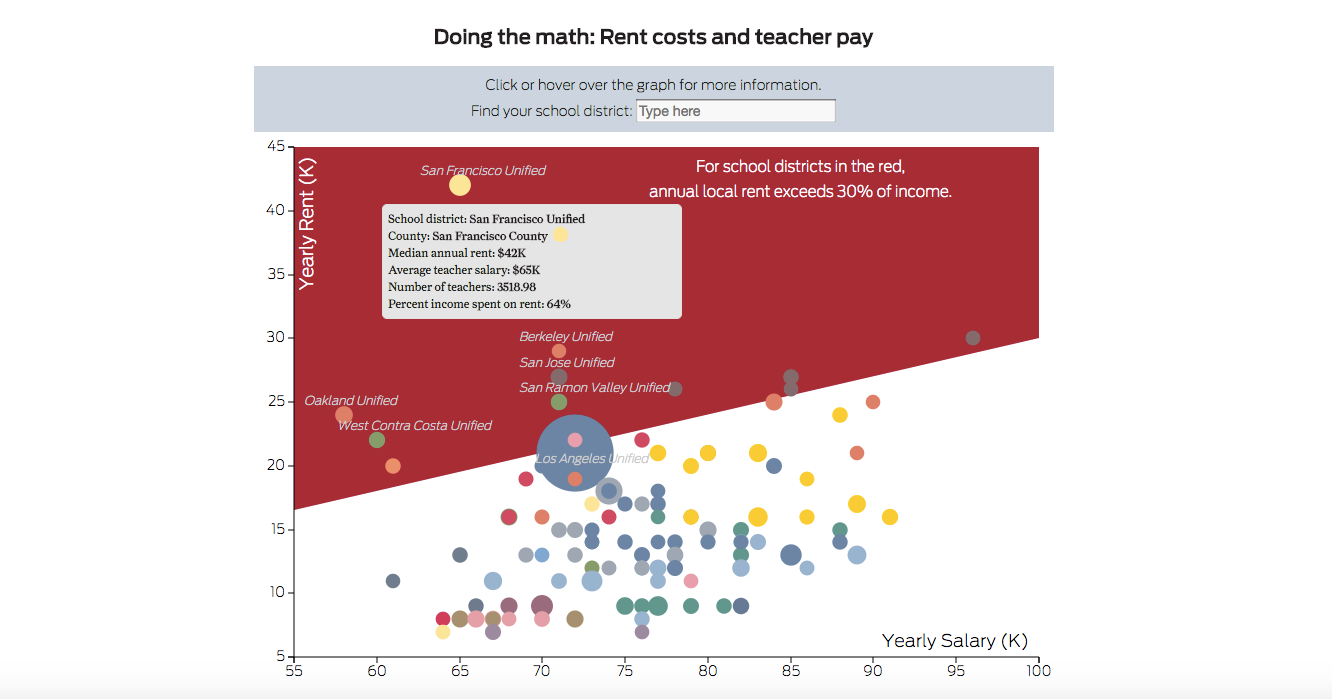 Doing the math: Rent costs and teacher pay
Click or hover over the graph for more information.
Find your school district: Type here
45
40
35
30
25
20
15
10
5
Yearly Rent (K)
For school districts in the red,
annual local rent exceeds 30% of income.
San Francisco Unified
School district: San Francisco Unified
County: San Francisco County
Median annual rent: $42K
Average teacher salary: $65K
Number of teachers: 3518.98
Percent income spent on rent: 64%
Berkeley Unified
San Jose Unified
San Ramon Valley Unified
Oakland Unified
West Contra Costa Unified
Los Angeles Unified
Yearly Salary (K)
55 60 65 70 75 80 85 90 95 100